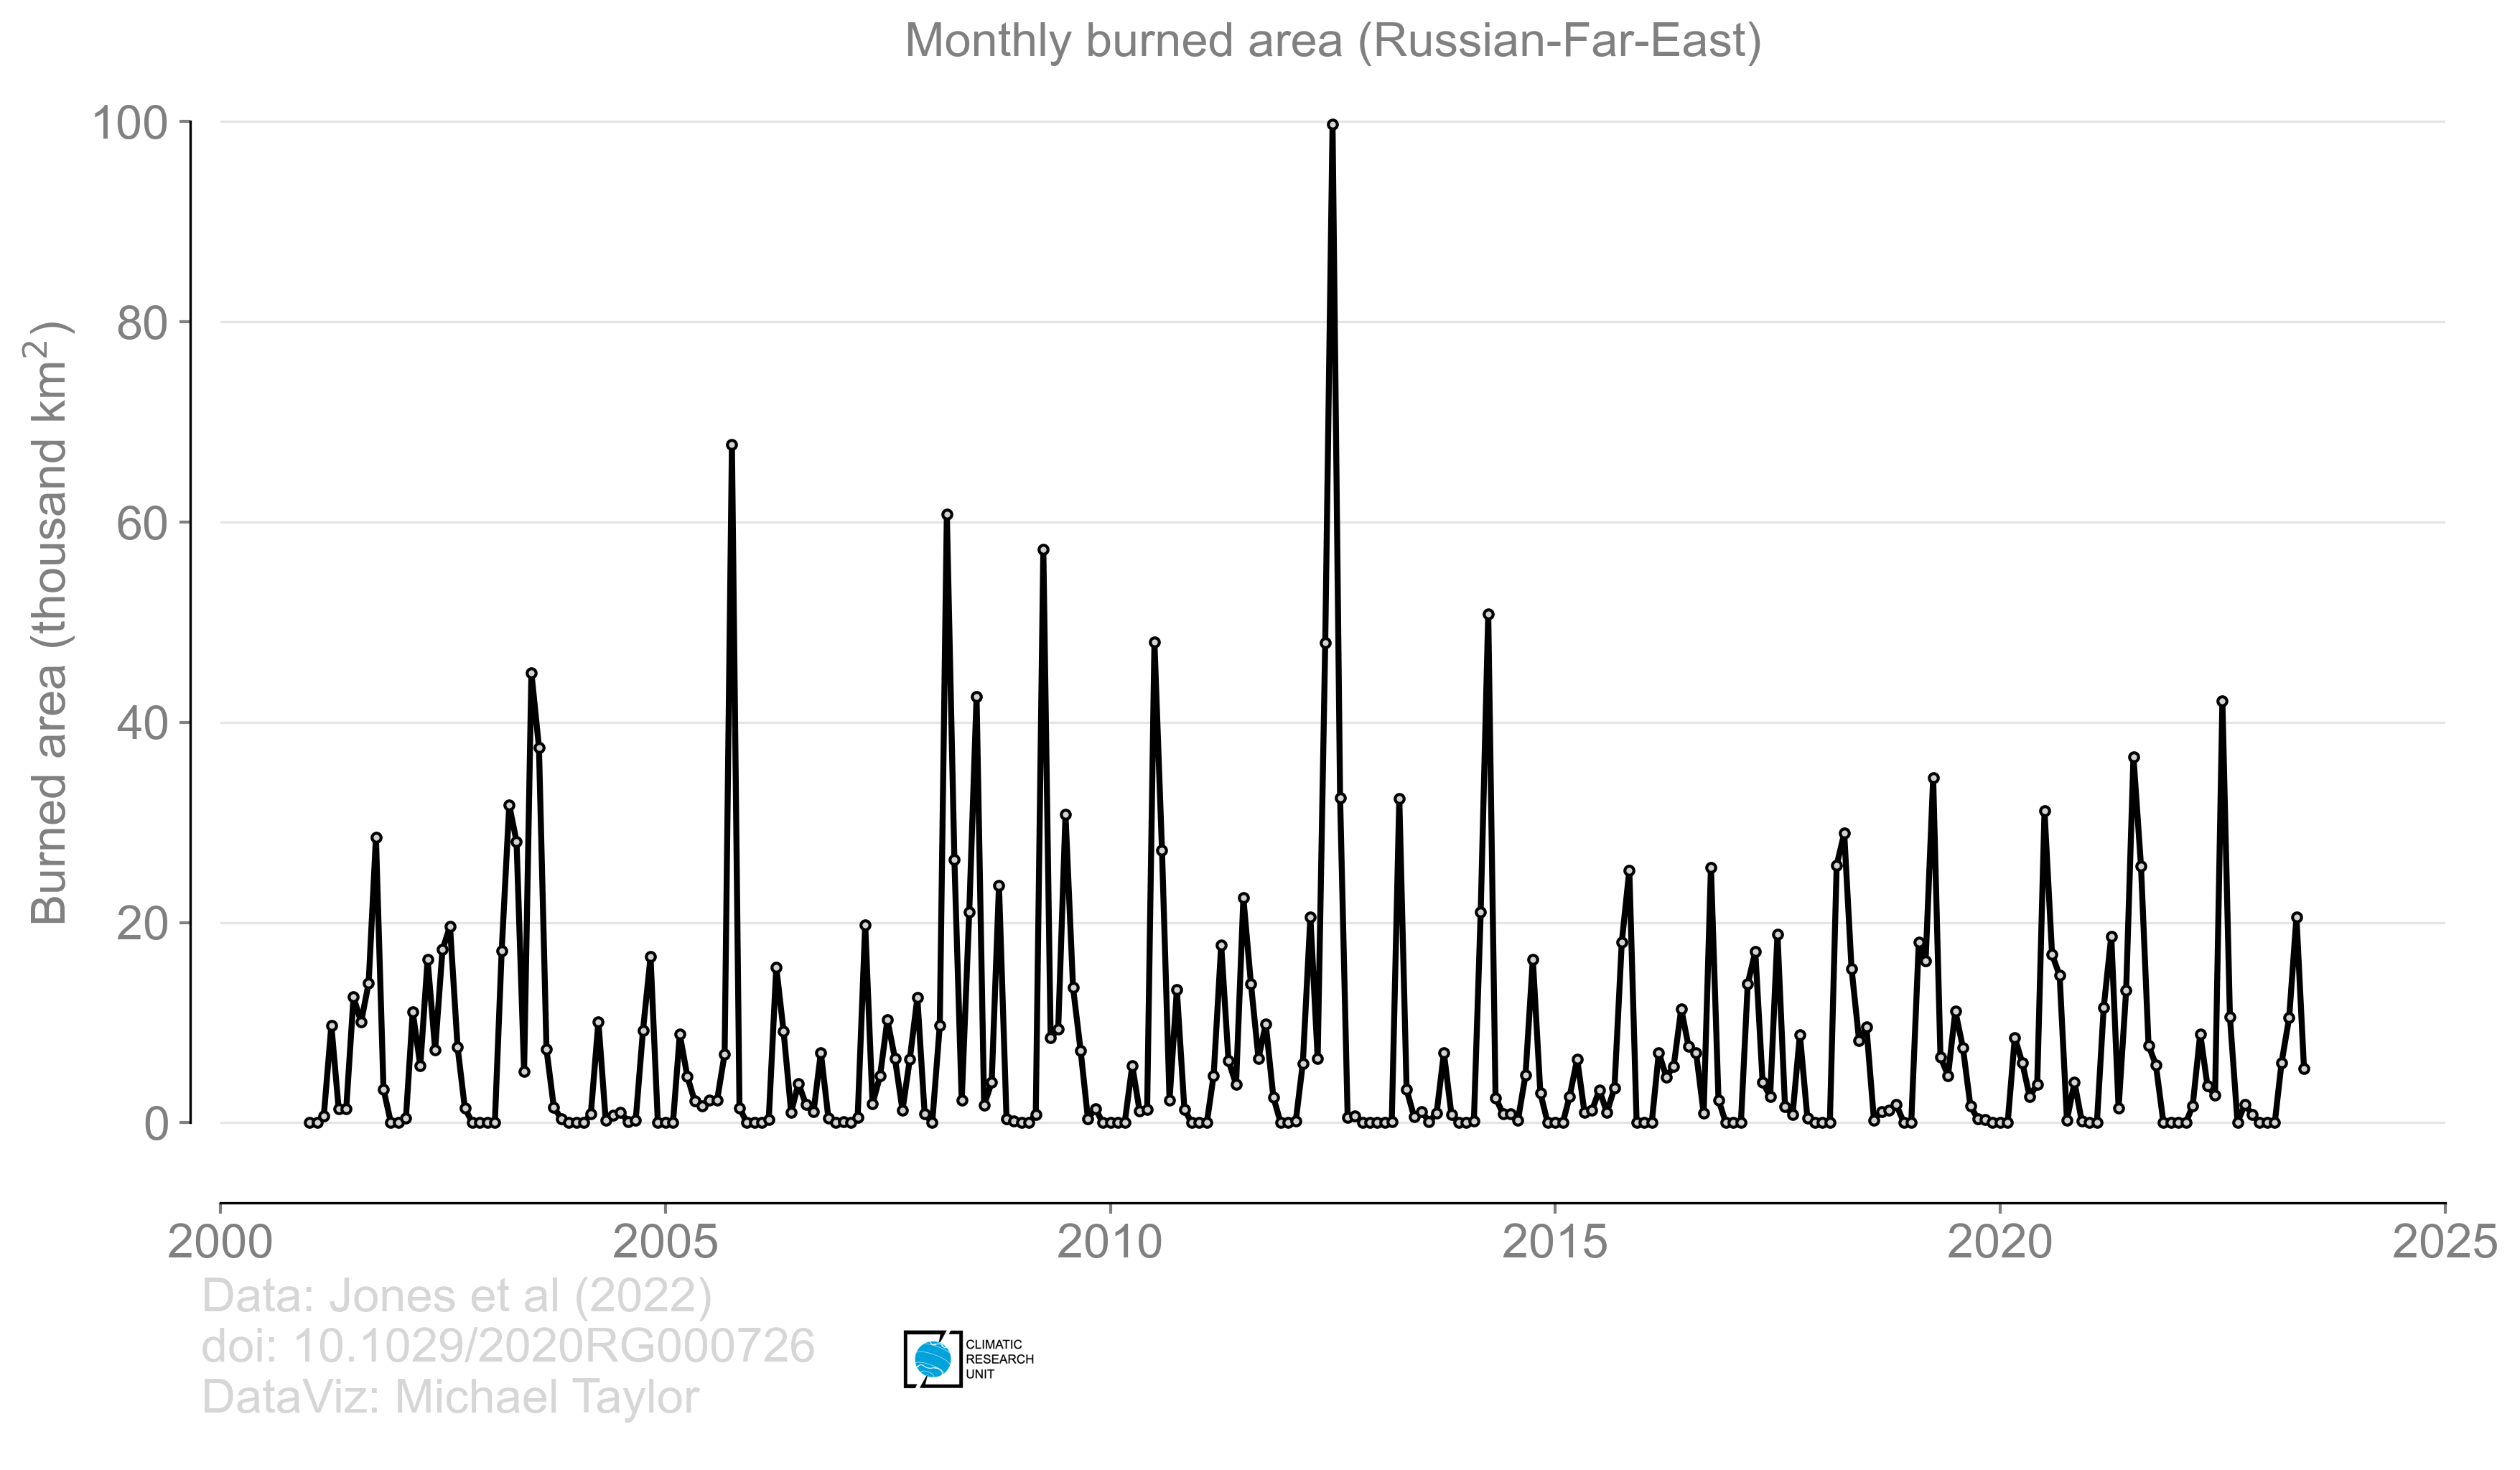 Monthly burned area (Russian-Far-East)
Burned area (thousand km²)
100
80
60
40
20
0
2000 2005 2010 2015 2020 2025
Data: Jones et al (2022)
doi: 10.1029/2020RG000726
DataViz: Michael Taylor
CLIMATIC
RESEARCH
UNIT